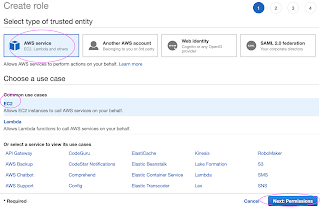 Create role
1 2 3 4
Select type of trusted entity
AWS service
EC2, Lambda and others
Another AWS account
Belonging to you or 3rd party
Web identity
Cognito or any OpenID provider
SAML 2.0 federation
Your corporate directory
Allows AWS services to perform actions on your behalf. Learn more
Choose a use case
Common use cases
EC2
Allows EC2 instances to call AWS services on your behalf.
Lambda
Allows Lambda functions to call AWS services on your behalf.
Or select a service to view its use cases
API Gateway CodeGuru ElastiCache Kinesis RoboMaker
AWS Backup CodeStar Notifications Elastic Beanstalk Lake Formation S3
AWS Chatbot Comprehend Elastic Container Service Lambda SMS
AWS Support Config Elastic Transcoder Lex SNS
* Required Cancel Next: Permissions